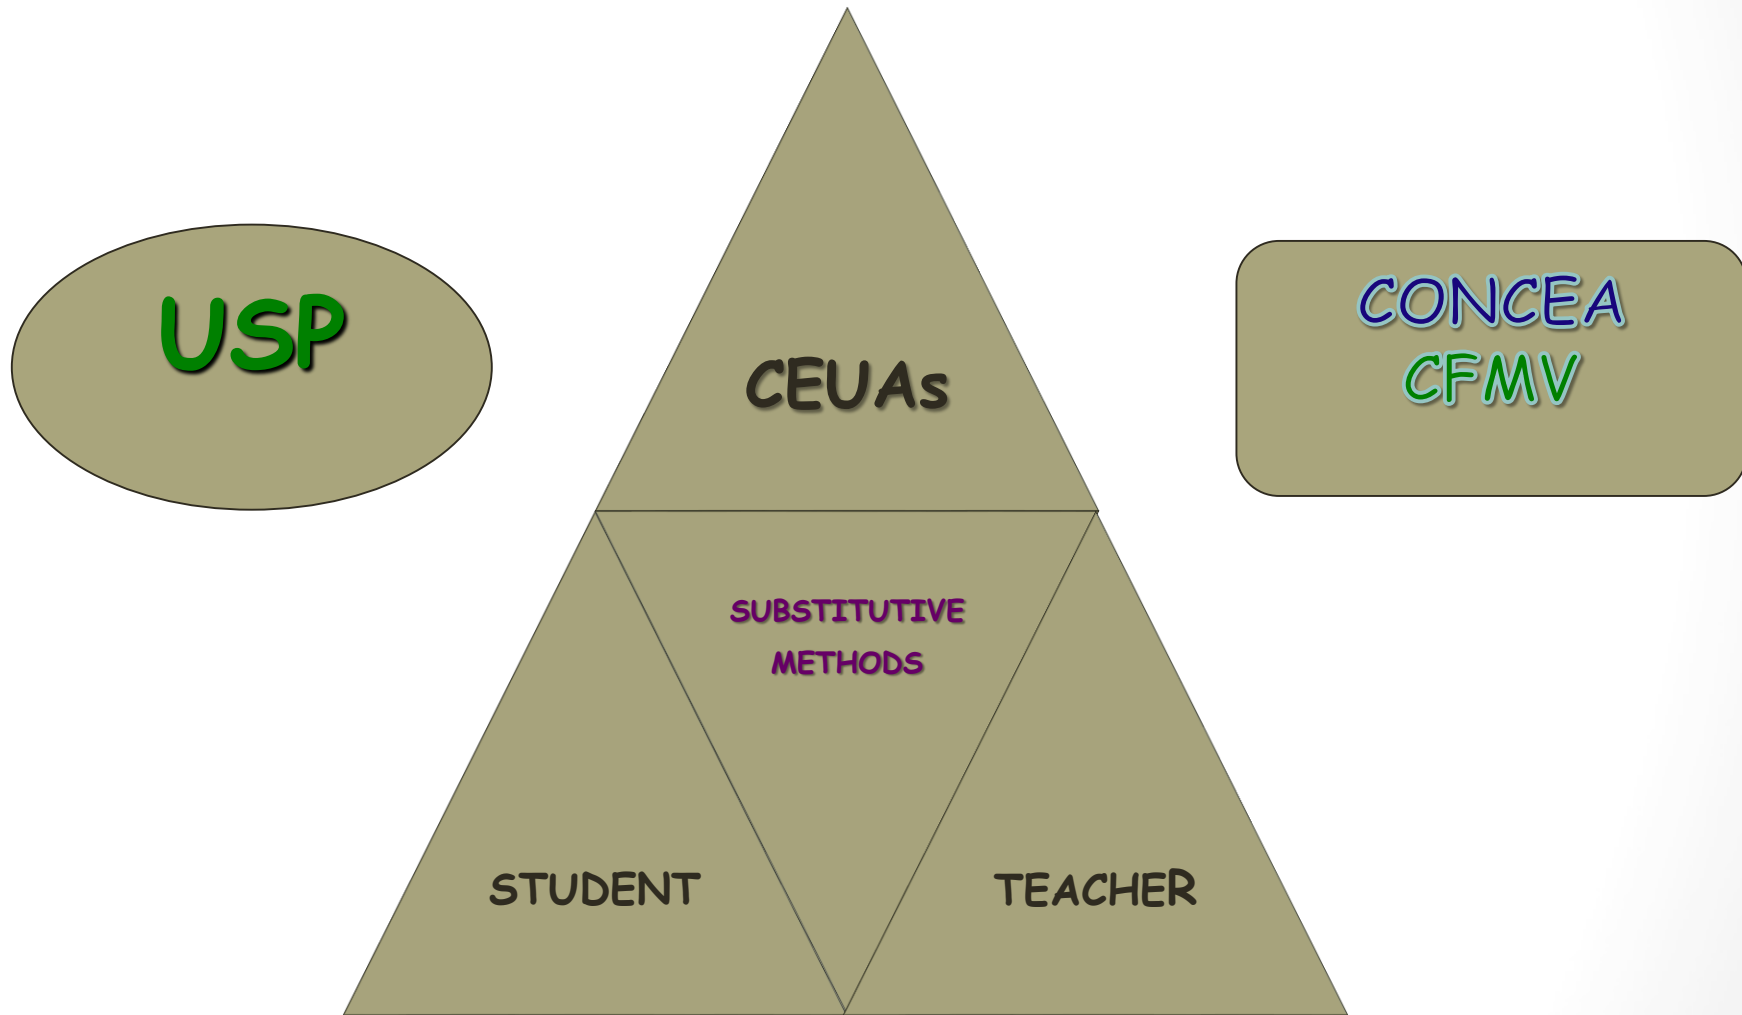 USP
CEUAs
CONCEA
CFMV
SUBSTITUTIVE
METHODS
STUDENT
TEACHER